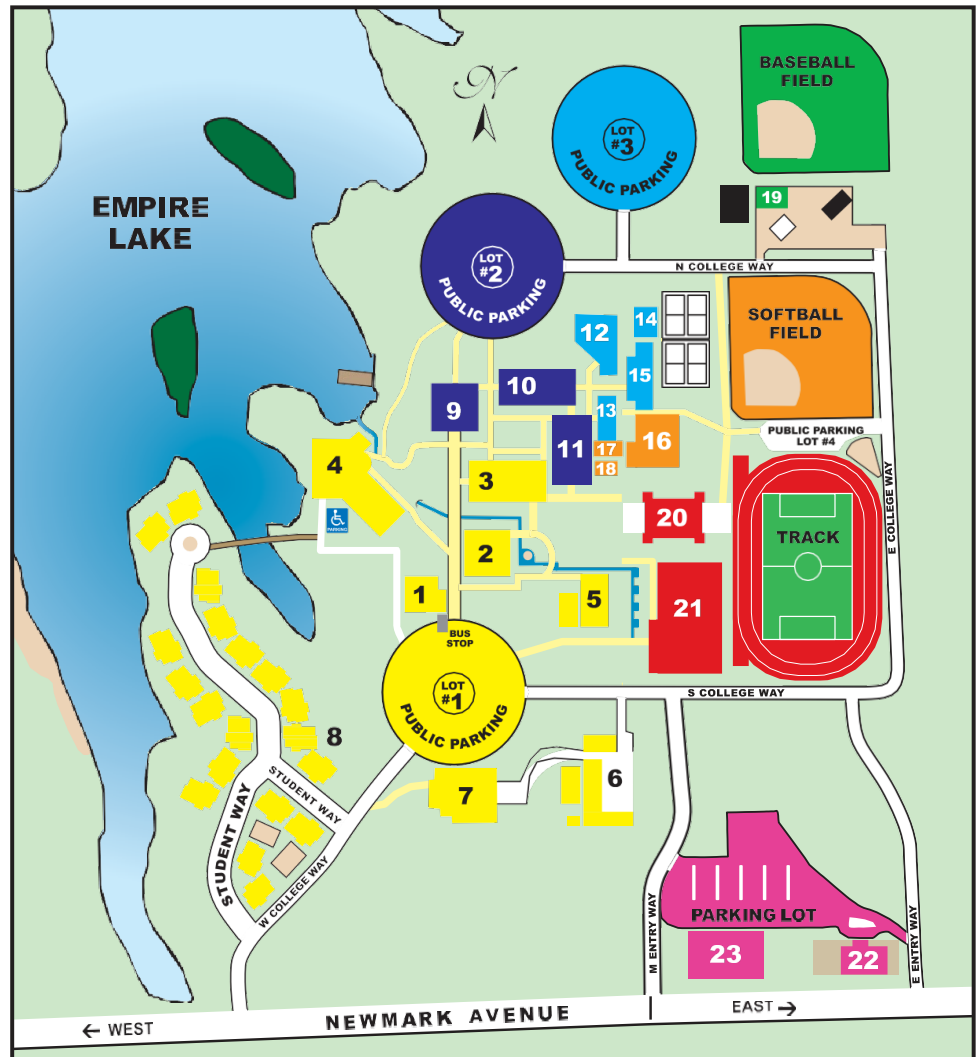 N
BASEBALL
FIELD
LOT
#3
PUBLIC PARKING
EMPIRE
LAKE
19
LOT
#2
PUBLIC PARKING
N COLLEGE WAY
SOFTBALL
FIELD
12
14
15
10
9
13
11
16
17
18
PUBLIC PARKING
LOT #4
4
3
PARKING
20
TRACK
E COLLEGE WAY
2
1
5
21
BUS
STOP
LOT
#1
PUBLIC PARKING
S COLLEGE WAY
8
6
7
STUDENT WAY
STUDENT WAY
W COLLEGE WAY
PARKING LOT
M ENTRY WAY
E ENTRY WAY
23
22
NEWMARK AVENUE
← WEST
EAST →